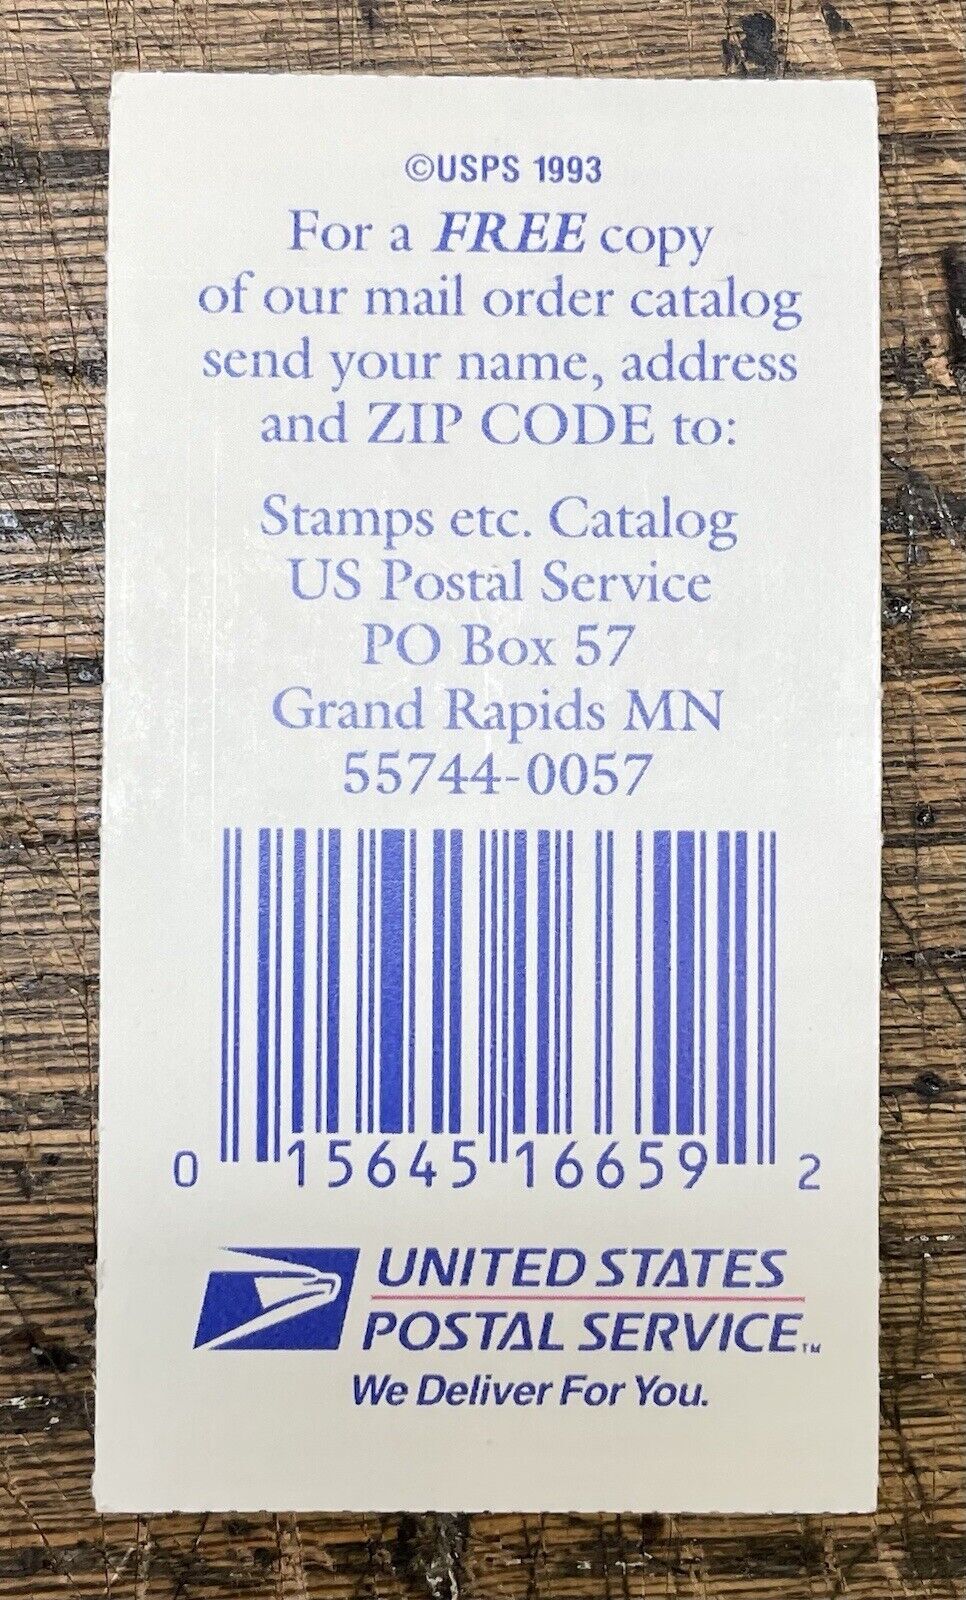 ©USPS 1993
For a FREE copy
of our mail order catalog
send your name, address
and ZIP CODE to:
Stamps etc. Catalog
US Postal Service
PO Box 57
Grand Rapids MN
55744-0057
0 15645 16659 2
UNITED STATES
POSTAL SERVICE™
We Deliver For You.